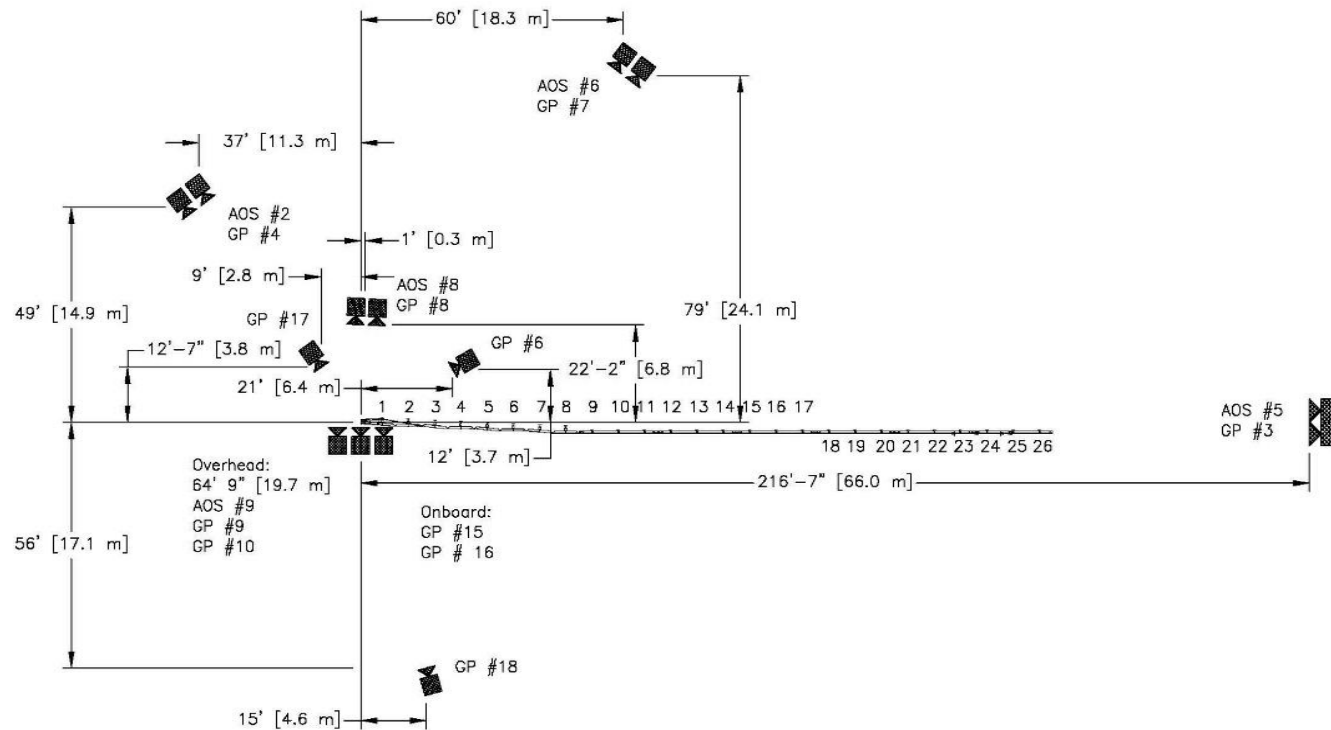 60' [18.3 m]
AOS #6
GP #7
37' [11.3 m]
AOS #2
GP #4
1' [0.3 m]
9' [2.8 m]
AOS #8
GP #8
79' [24.1 m]
49' [14.9 m]
GP #17
12'-7" [3.8 m]
GP #6
22'-2" [6.8 m]
21' [6.4 m]
1 2 3 4 5 6 7 8 9 10 11 12 13 14 15 16 17
AOS #5
GP #3
18 19 20 21 22 23 24 25 26
12' [3.7 m]
Overhead:
64' 9" [19.7 m]
AOS #9
GP #9
GP #10
216'-7" [66.0 m]
Onboard:
GP #15
GP # 16
56' [17.1 m]
GP #18
15' [4.6 m]